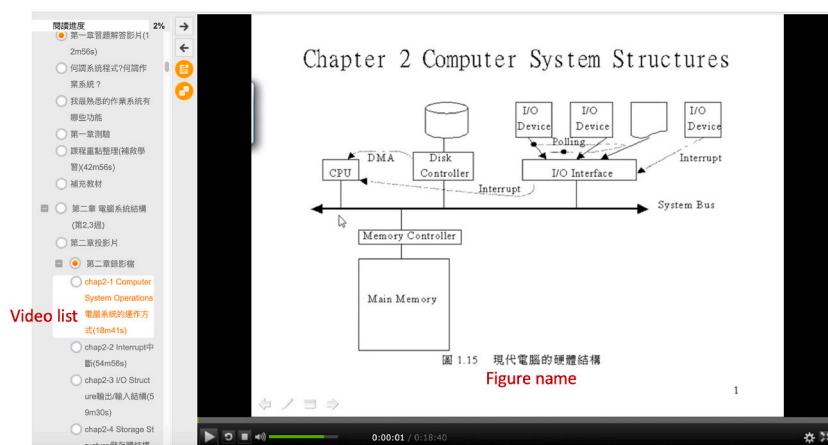 閱讀進度 2%
第一章習題解答影片(1
2m56s)
何謂系統程式?何謂作
業系統?
我最熟悉的作業系統有
哪些功能
第一章測驗
課程重點整理(補救學
習)(42m56s)
補充教材
第二章 電腦系統結構
(第2,3週)
第二章投影片
第二章錄影檔
chap2-1 Computer
System Operations
電腦系統的運作方
式(18m41s)
chap2-2 Interrupt中
斷(54m56s)
chap2-3 I/O Struct
ure輸出/輸入結構(5
9m30s)
chap2-4 Storage St
Video list
Chapter 2 Computer System Structures
I/O
Device
I/O
Device
I/O
Device
Polling
Interrupt
DMA
Disk
Controller
CPU
I/O Interface
Interrupt
System Bus
Memory Controller
Main Memory
圖 1.15 現代電腦的硬體結構
Figure name
1
0:00:01 / 0:18:40